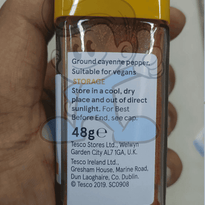 Ground cayenne pepper.
Suitable for vegans
STORAGE
Store in a cool, dry
place and out of direct
sunlight. For Best
Before End, see cap.
48g℮
Tesco Stores Ltd., Welwyn
Garden City AL7 1GA, U.K.
Tesco Ireland Ltd.,
Gresham House, Marine Road,
Dun Laoghaire, Co. Dublin.
© Tesco 2019. SC0908